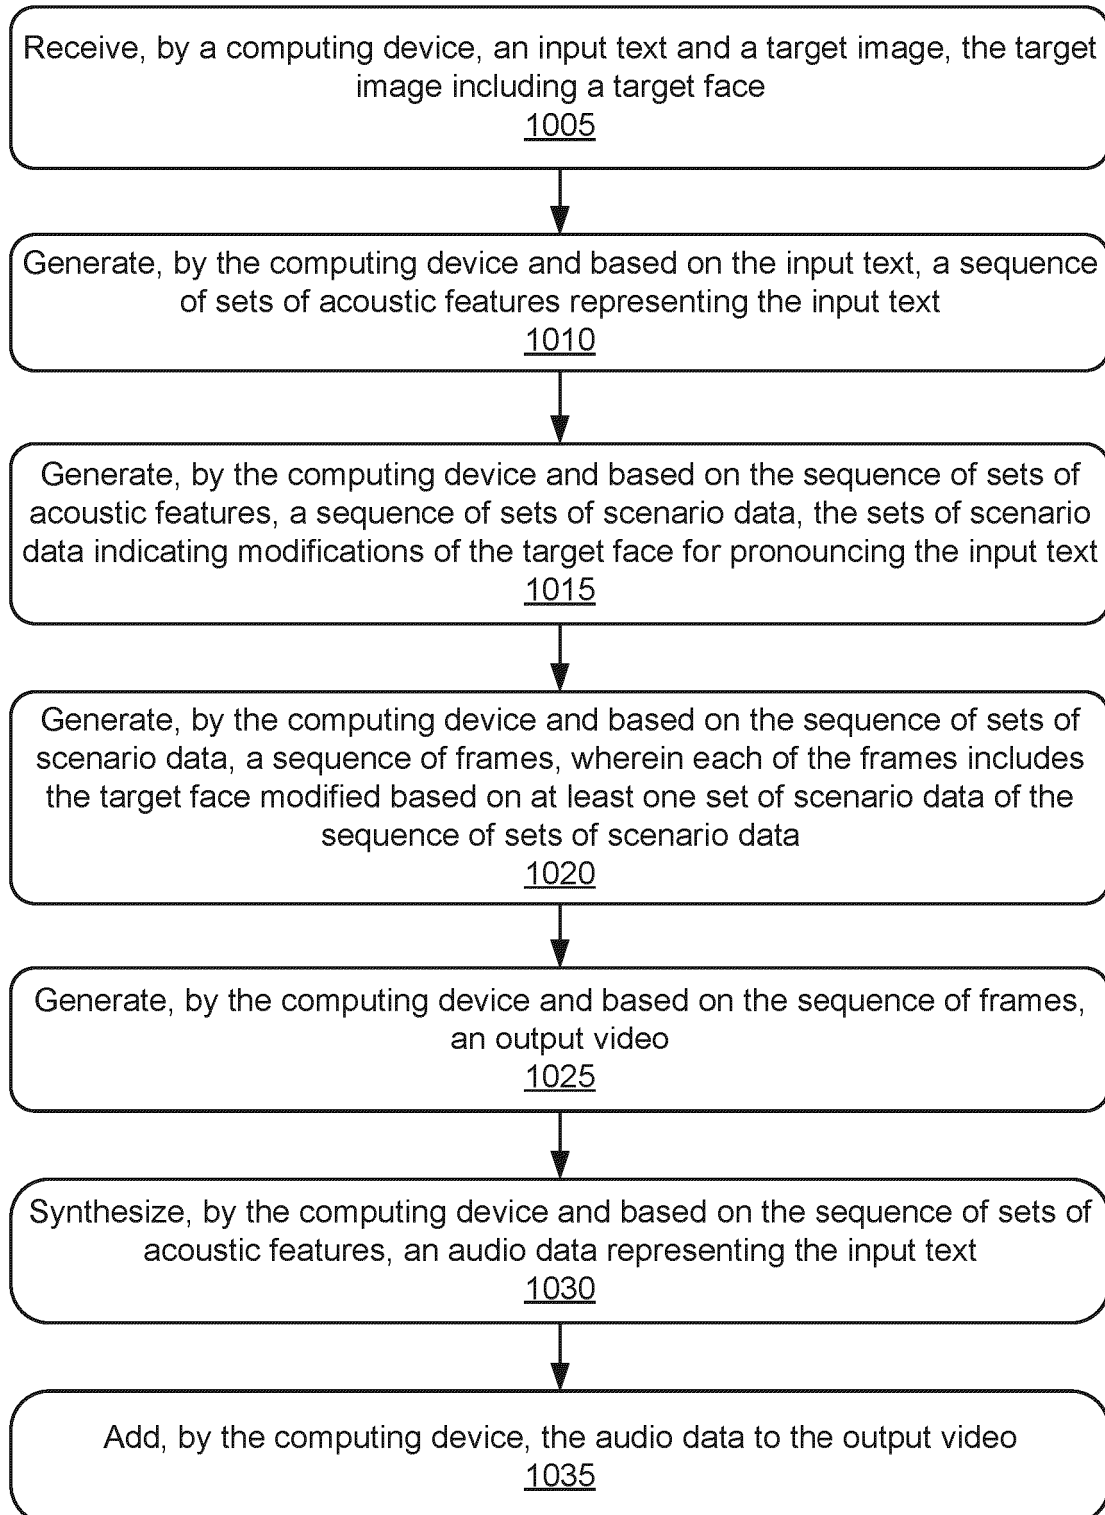 Receive, by a computing device, an input text and a target image, the target
image including a target face
1005
Generate, by the computing device and based on the input text, a sequence
of sets of acoustic features representing the input text
1010
Generate, by the computing device and based on the sequence of sets of
acoustic features, a sequence of sets of scenario data, the sets of scenario
data indicating modifications of the target face for pronouncing the input text
1015
Generate, by the computing device and based on the sequence of sets of
scenario data, a sequence of frames, wherein each of the frames includes
the target face modified based on at least one set of scenario data of the
sequence of sets of scenario data
1020
Generate, by the computing device and based on the sequence of frames,
an output video
1025
Synthesize, by the computing device and based on the sequence of sets of
acoustic features, an audio data representing the input text
1030
Add, by the computing device, the audio data to the output video
1035